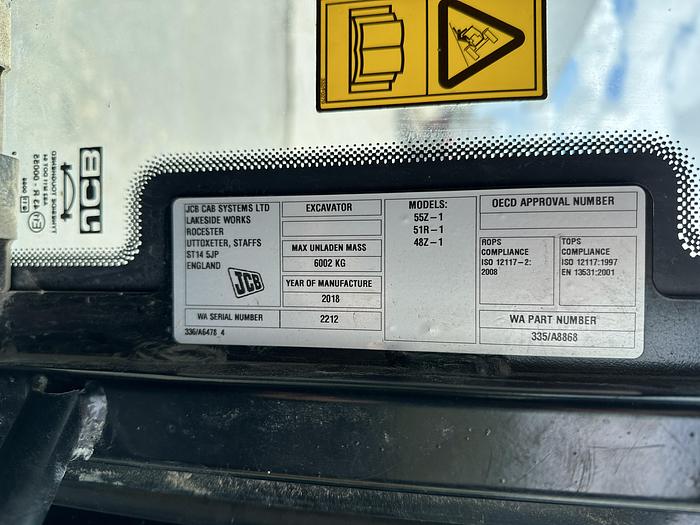 JCB
JCB CAB SYSTEMS LTD
LAKESIDE WORKS
ROCESTER
UTTOXETER, STAFFS
ST14 5JP
ENGLAND
JCB
WA SERIAL NUMBER
336/A6478 4
EXCAVATOR
MAX UNLADEN MASS
6002 KG
YEAR OF MANUFACTURE
2018
2212
MODELS:
55Z-1
51R-1
48Z-1
OECD APPROVAL NUMBER
ROPS
COMPLIANCE
ISO 12117-2:
2008
TOPS
COMPLIANCE
ISO 12117:1997
EN 13531:2001
WA PART NUMBER
335/A8868